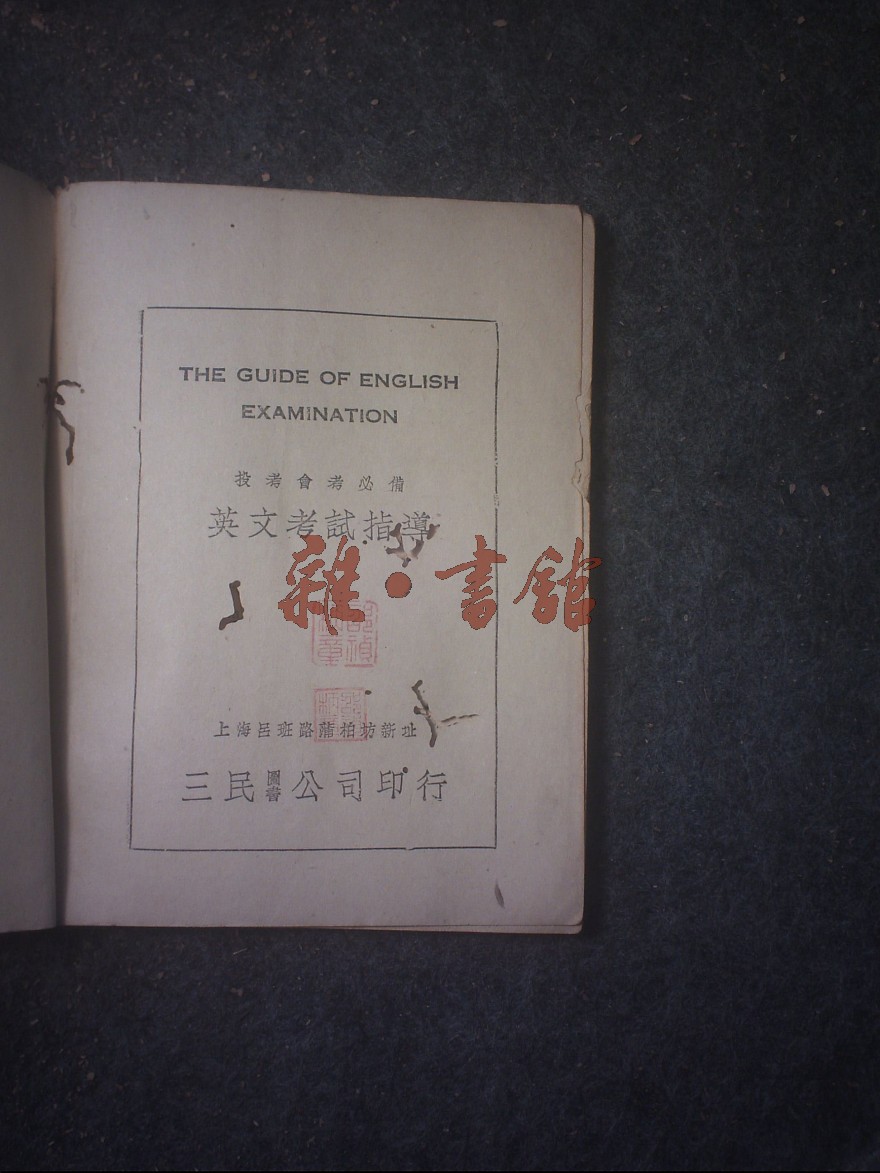 THE GUIDE OF ENGLISH
EXAMINATION
投考會考必備
英文考試指導
雜·書館
上海呂班路蒲柏坊新址
三民圖書公司印行